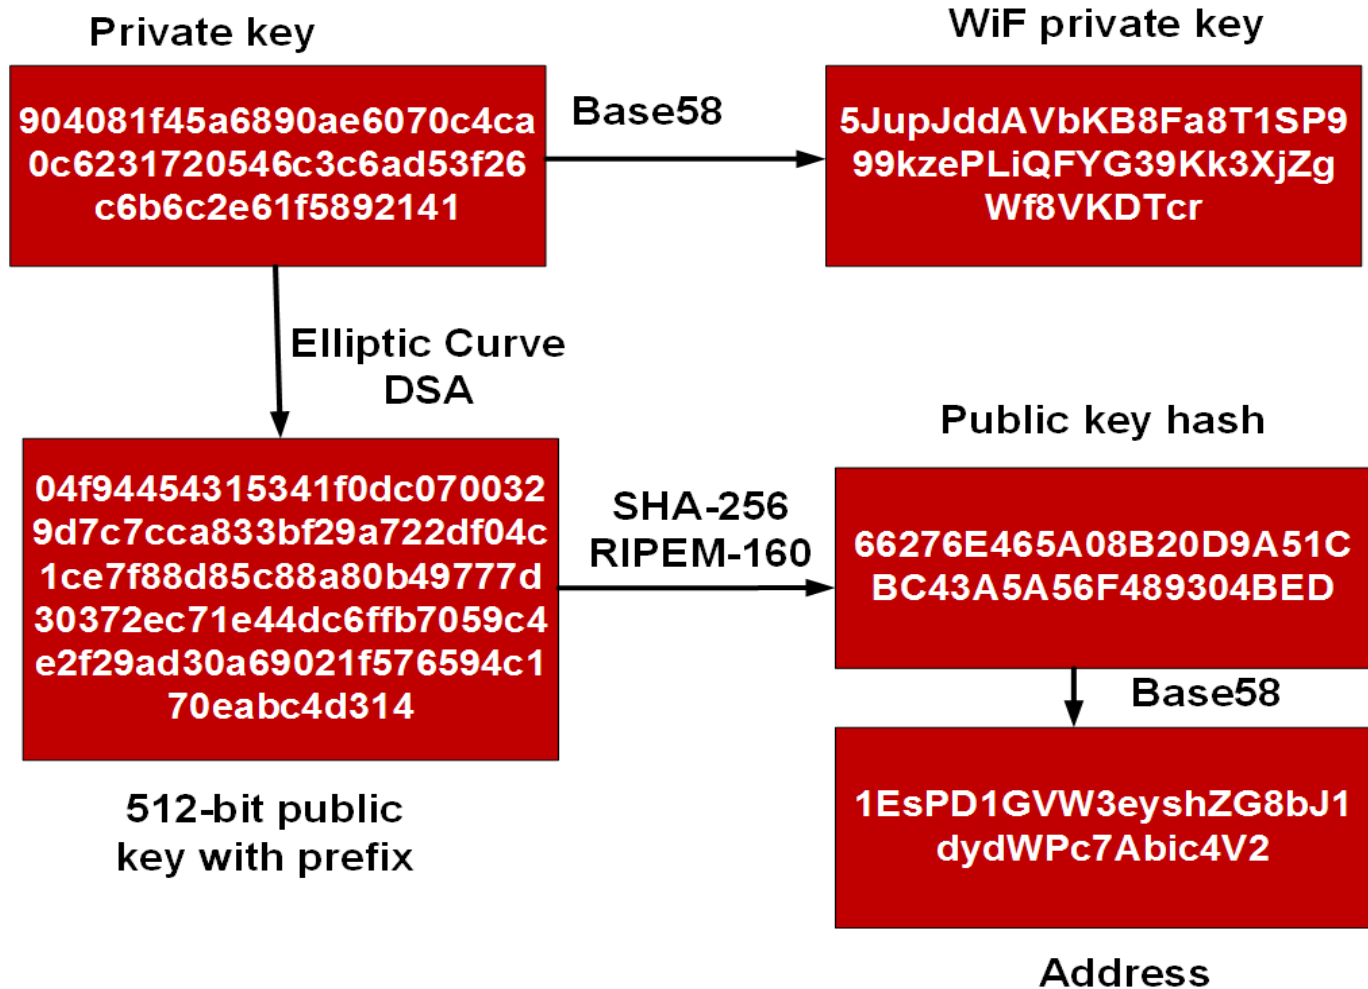 Private key
904081f45a6890ae6070c4ca
0c6231720546c3c6ad53f26
c6b6c2e61f5892141
Base58
WiF private key
5JupJddAVbKB8Fa8T1SP9
99kzePLiQFYG39Kk3XjZg
Wf8VKDTcr
Elliptic Curve
DSA
04f94454315341f0dc070032
9d7c7cca833bf29a722df04c
1ce7f88d85c88a80b49777d
30372ec71e44dc6ffb7059c4
e2f29ad30a69021f576594c1
70eabc4d314
512-bit public
key with prefix
SHA-256
RIPEM-160
Public key hash
66276E465A08B20D9A51C
BC43A5A56F489304BED
Base58
1EsPD1GVW3eyshZG8bJ1
dydWPc7Abic4V2
Address